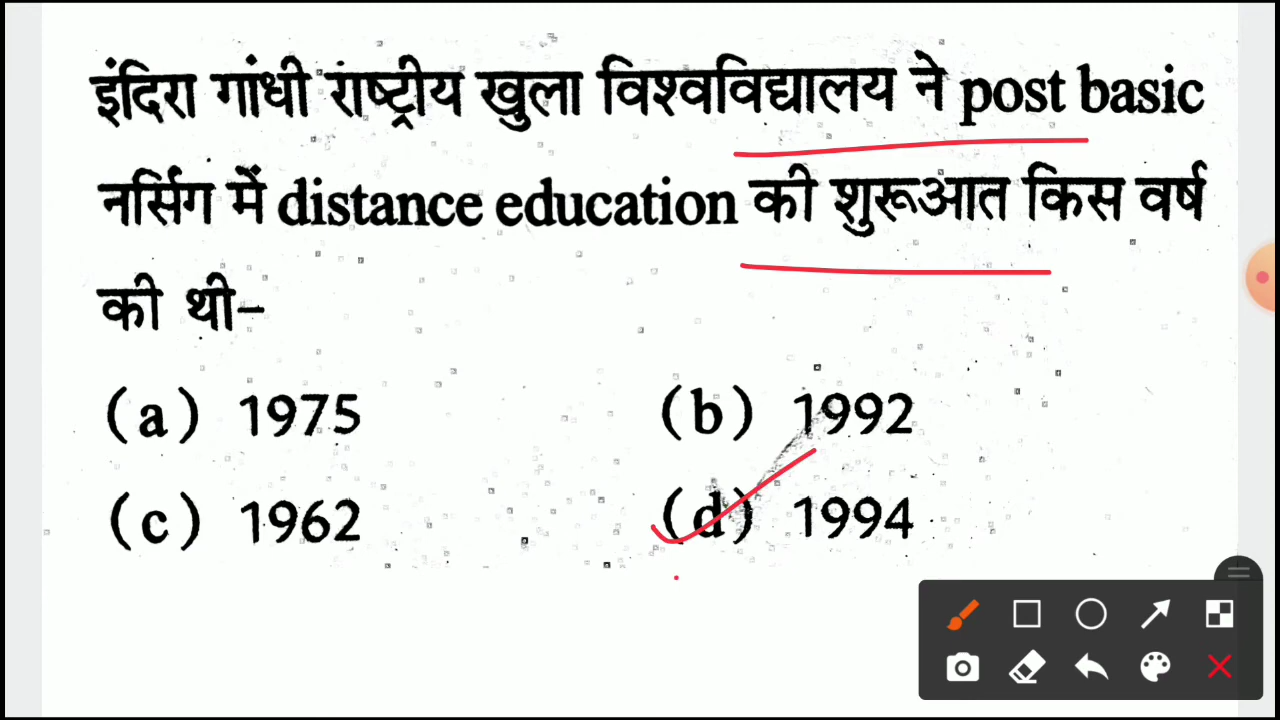 इंदिरा गांधी राष्ट्रीय खुला विश्वविद्यालय ने post basic
नर्सिंग में distance education की शुरूआत किस वर्ष
की थी–
(a) 1975
(b) 1992
(c) 1962
(d) 1994